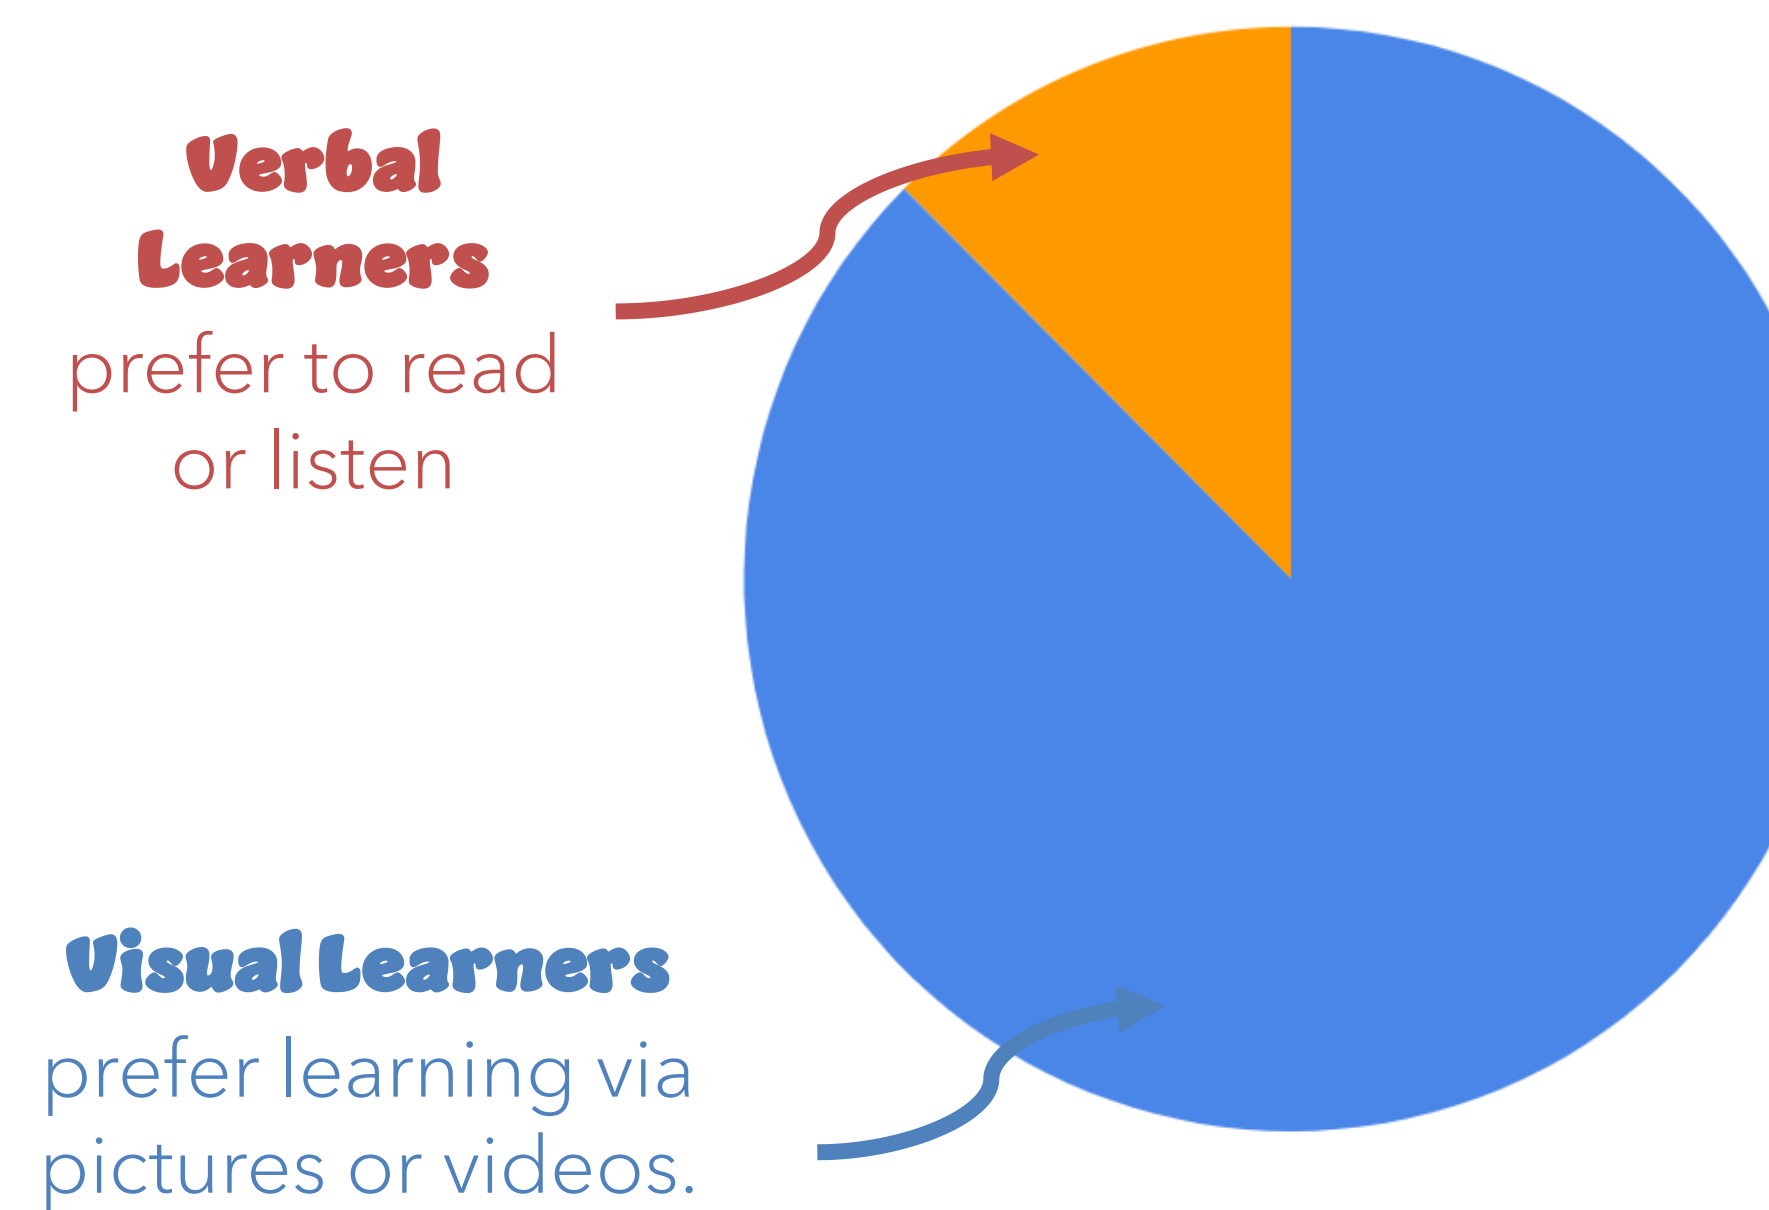 Verbal
Learners
prefer to read
or listen
Visual Learners
prefer learning via
pictures or videos.